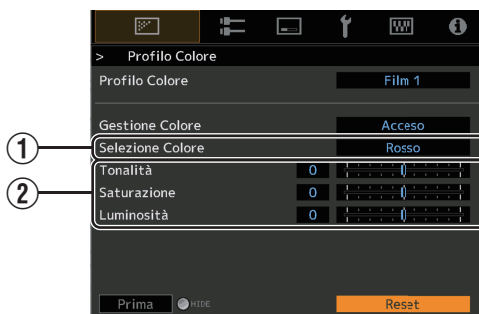 > Profilo Colore
Profilo Colore Film 1
Gestione Colore Acceso
① Selezione Colore Rosso
② Tonalità 0
Saturazione 0
Luminosità 0
Prima HIDE Reset